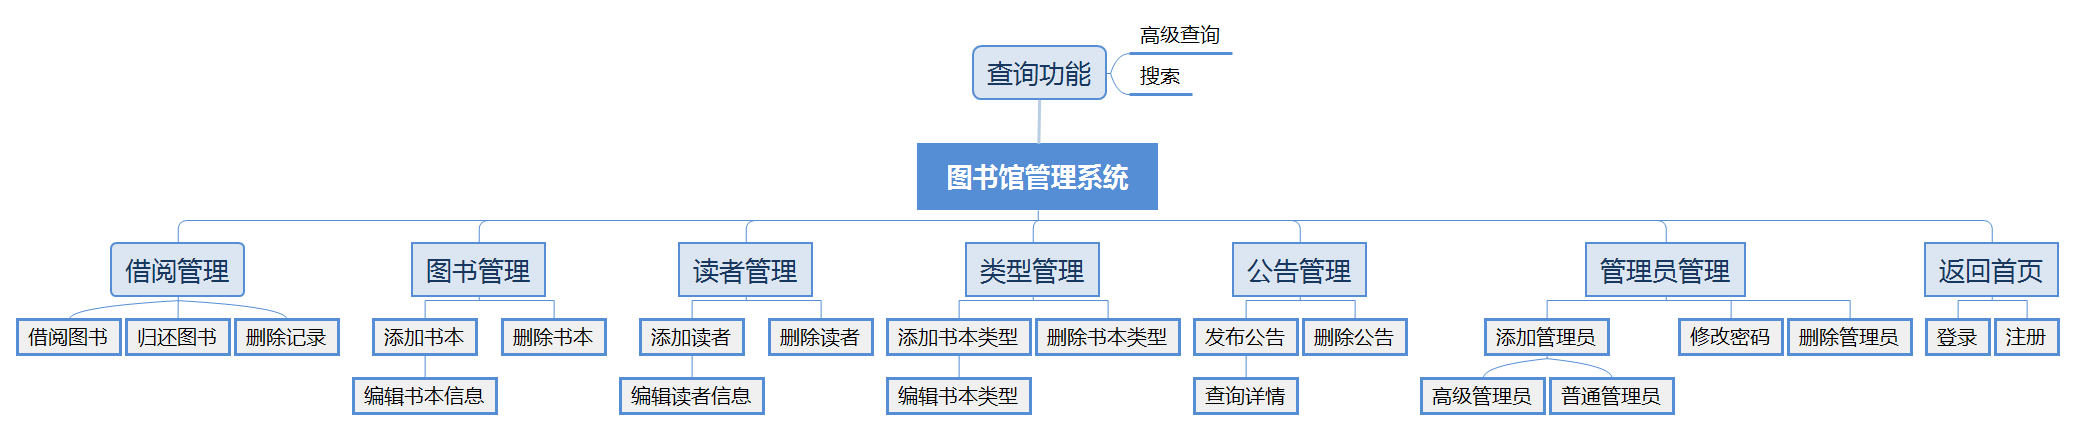 高级查询
查询功能
搜索
图书馆管理系统
借阅管理
图书管理
读者管理
类型管理
公告管理
管理员管理
返回首页
借阅图书
归还图书
删除记录
添加书本
删除书本
添加读者
删除读者
添加书本类型
删除书本类型
发布公告
删除公告
添加管理员
修改密码
删除管理员
登录
注册
编辑书本信息
编辑读者信息
编辑书本类型
查询详情
高级管理员
普通管理员